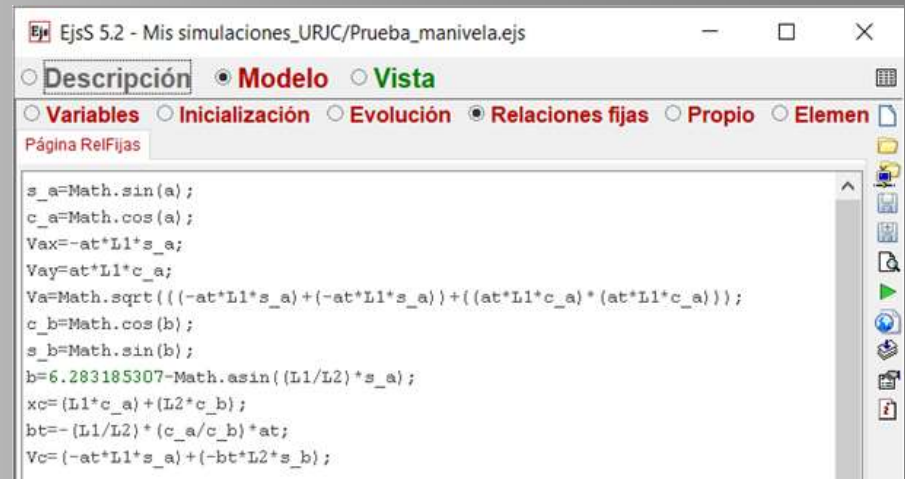 EjsS 5.2 - Mis simulaciones_URJC/Prueba_manivela.ejs
Descripción Modelo Vista
Variables Inicialización Evolución Relaciones fijas Propio Elemen
Página RelFijas
s_a=Math.sin(a);
c_a=Math.cos(a);
Vax=-at*L1*s_a;
Vay=at*L1*c_a;
Va=Math.sqrt(((-at*L1*s_a)+(-at*L1*s_a))+((at*L1*c_a)*(at*L1*c_a)));
c_b=Math.cos(b);
s_b=Math.sin(b);
b=6.283185307-Math.asin((L1/L2)*s_a);
xc=(L1*c_a)+(L2*c_b);
bt=-(L1/L2)*(c_a/c_b)*at;
Vc=(-at*L1*s_a)+(-bt*L2*s_b);